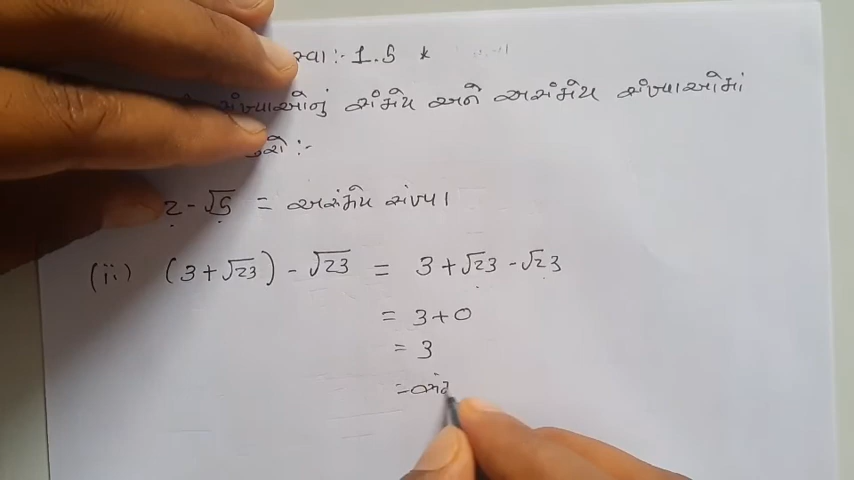 સ્વા:- 1.5 *
સંખ્યાઓનું સંમેય અને અસંમેય સંખ્યાઓમાં
કરો :-
2 - √5 = અસંમેય સંખ્યા
(ii) (3 + √23) - √23 = 3 + √23 - √23
= 3 + 0
= 3
=